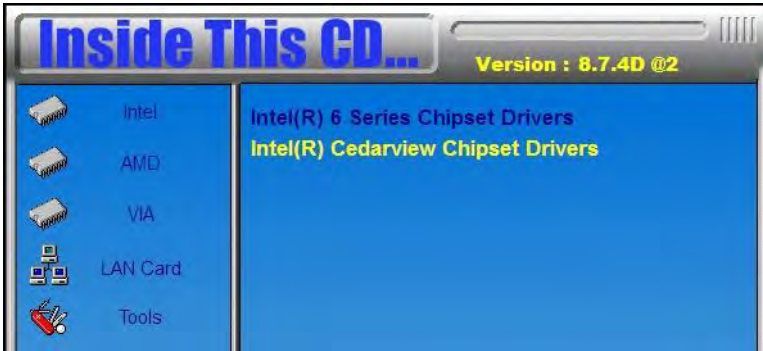 Inside This CD...
Version : 8.7.4D @2
Intel
AMD
VIA
LAN Card
Tools
Intel(R) 6 Series Chipset Drivers
Intel(R) Cedarview Chipset Drivers